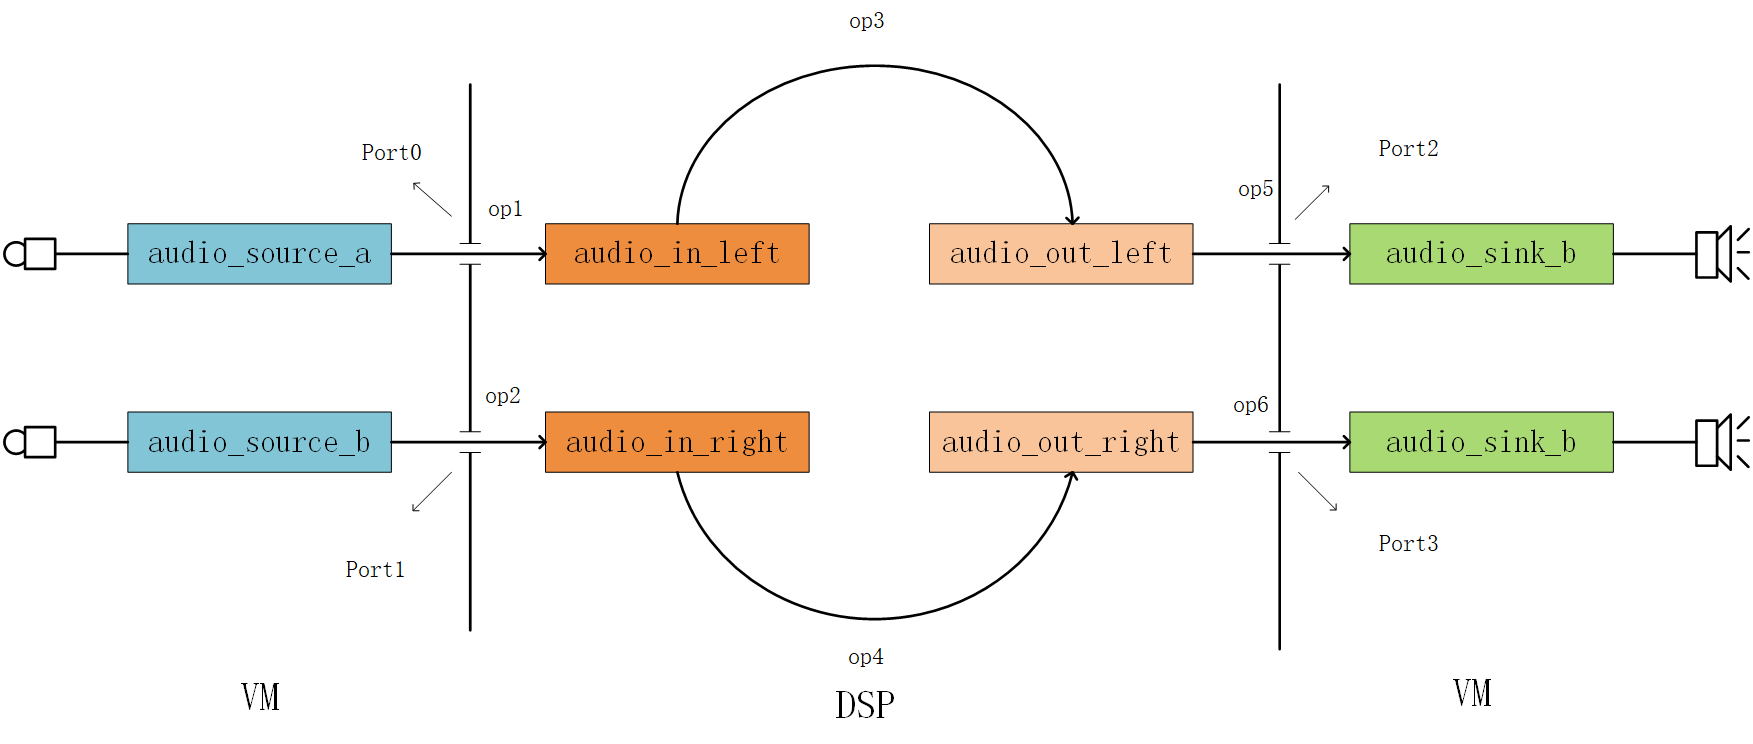 op3
Port0
Port2
op1
op5
audio_source_a
audio_in_left
audio_out_left
audio_sink_b
op2
op6
audio_source_b
audio_in_right
audio_out_right
audio_sink_b
Port1
Port3
op4
VM
DSP
VM